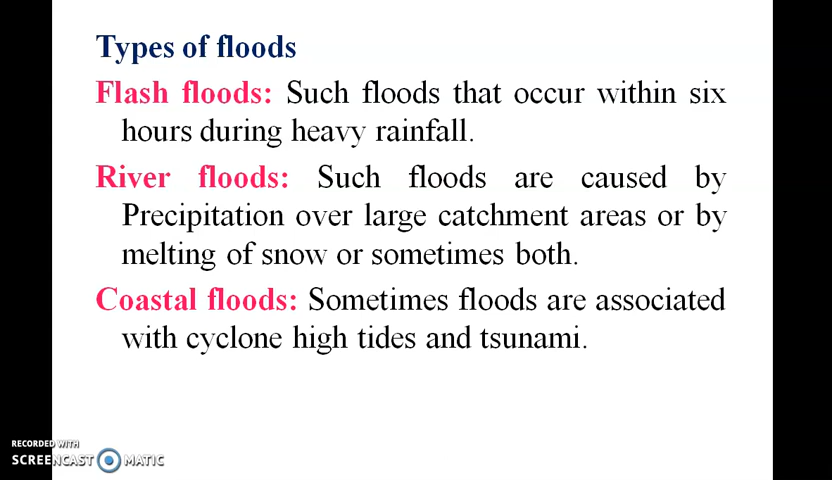 Types of floods
Flash floods: Such floods that occur within six
hours during heavy rainfall.
River floods: Such floods are caused by
Precipitation over large catchment areas or by
melting of snow or sometimes both.
Coastal floods: Sometimes floods are associated
with cyclone high tides and tsunami.
RECORDED WITH
SCREENCAST MATIC